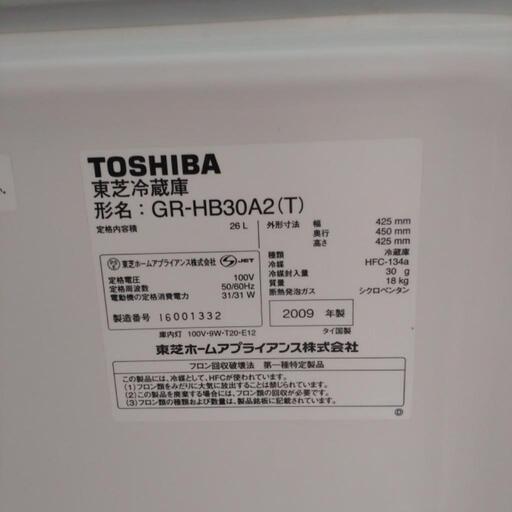 TOSHIBA
東芝冷蔵庫
形名：GR-HB30A2(T)
定格内容積 26L
外形寸法 幅 425 mm
奥行 450 mm
高さ 425 mm
東芝ホームアプライアンス株式会社 JET
定格電圧 100V
定格周波数 50/60Hz
電動機の定格消費電力 31/31 W
種類 冷蔵庫
冷媒 HFC-134a
冷媒封入量 30 g
質量 18 kg
断熱発泡ガス シクロペンタン
製造番号 16001332
2009 年製
庫内灯 100V・9W・T20・E12
タイ国製
東芝ホームアプライアンス株式会社
フロン回収破壊法 第一種特定製品
この製品には、冷媒として、HFCが使われています。
(1) フロン類をみだりに大気に放出することは禁じられています。
(2) この製品を廃棄する場合には、フロン類の回収が必要です。
(3) フロン類の種類および数量は、製品銘板に記載されています。
D